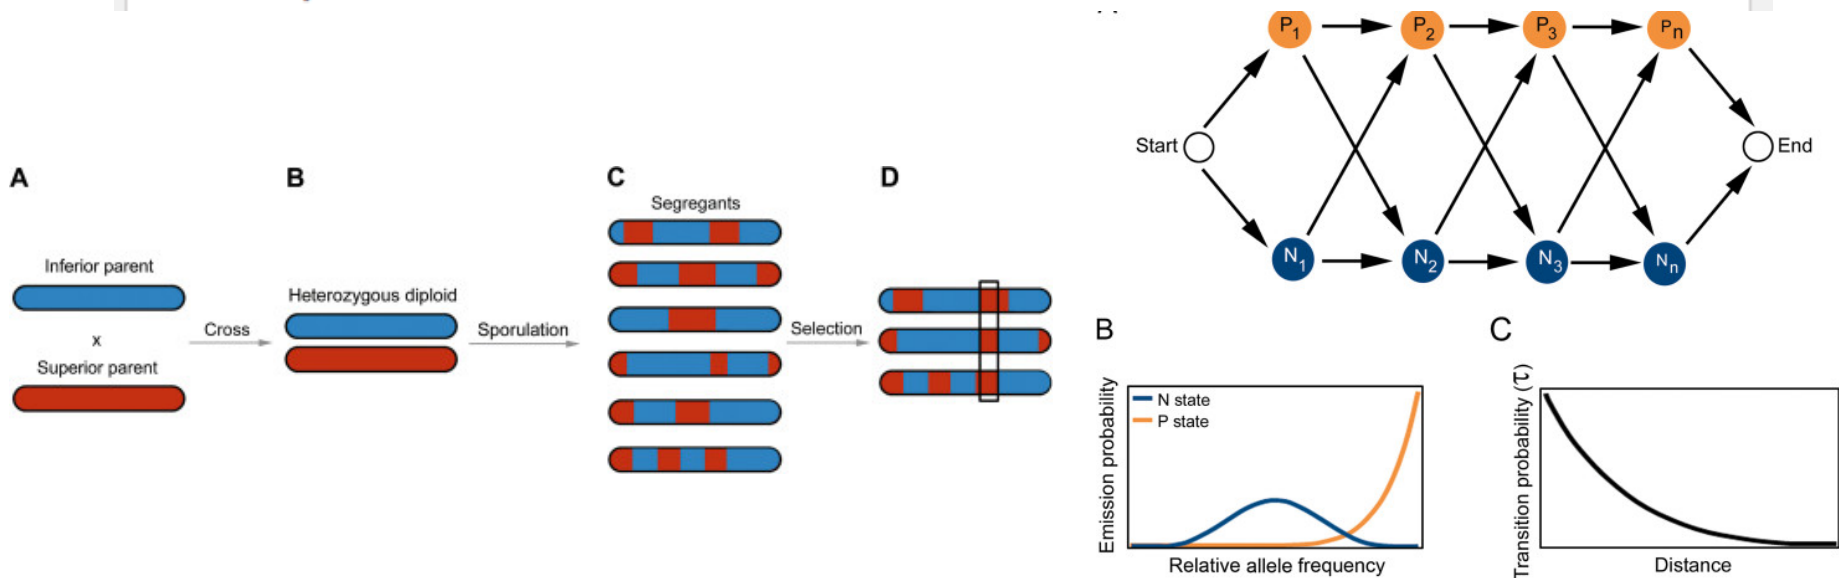 A
Inferior parent
x
Superior parent
Cross
B
Heterozygous diploid
Sporulation
C
Segregants
Selection
D
P1
P2
P3
Pn
Start
End
N1
N2
N3
Nn
B
Emission probability
N state
P state
Relative allele frequency
C
Transition probability (τ)
Distance